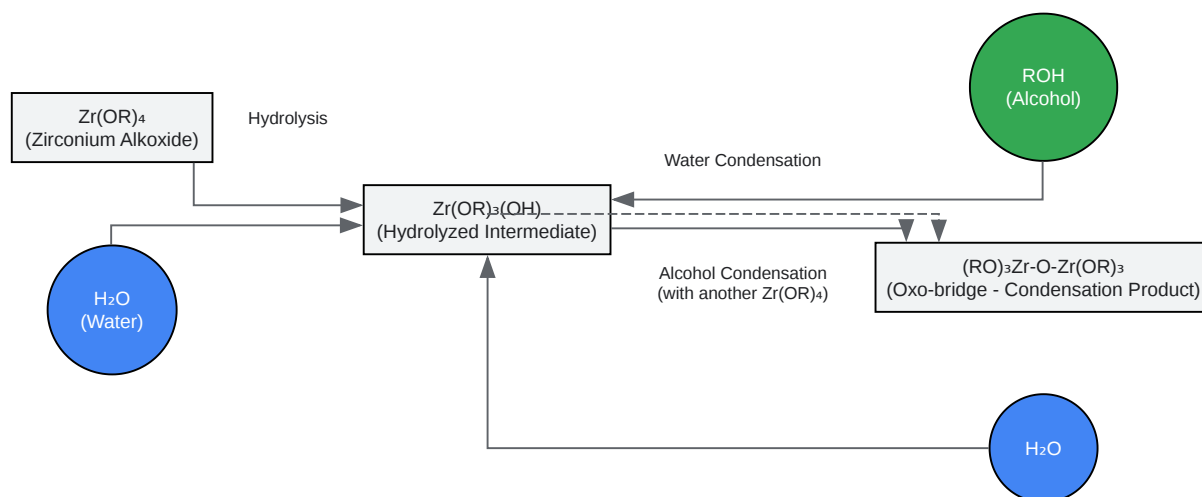 ROH
(Alcohol)
Zr(OR)₄
(Zirconium Alkoxide)
Hydrolysis
Water Condensation
Zr(OR)₃(OH)
(Hydrolyzed Intermediate)
H₂O
(Water)
Alcohol Condensation
(with another Zr(OR)₄)
(RO)₃Zr-O-Zr(OR)₃
(Oxo-bridge - Condensation Product)
H₂O